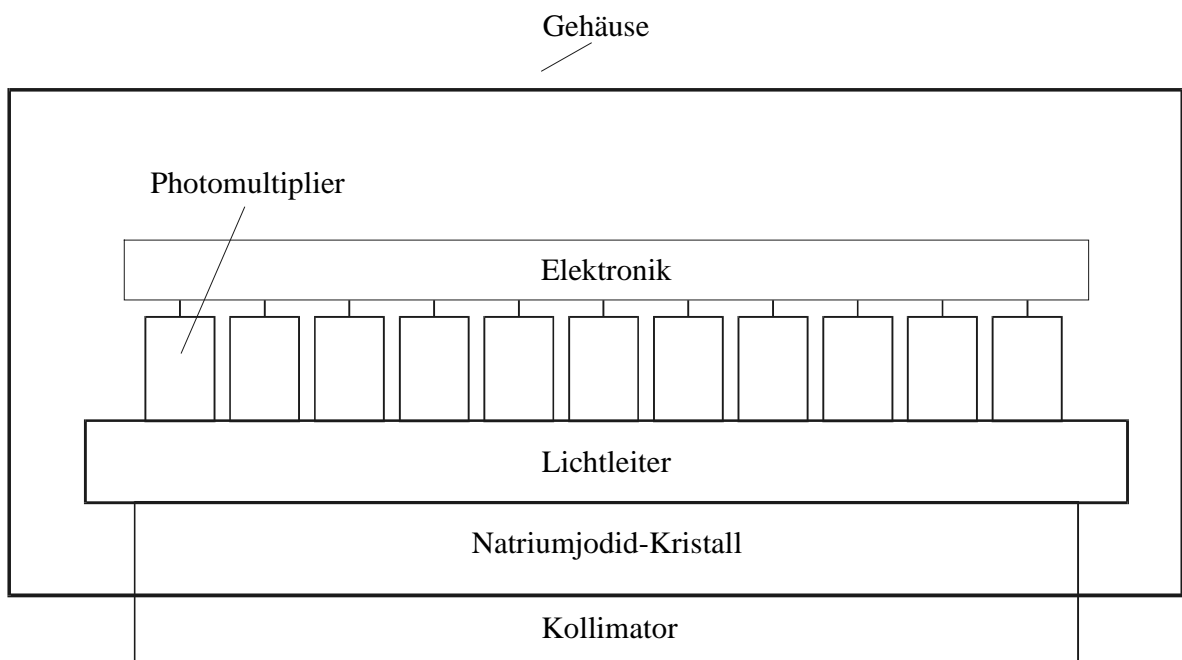 Gehäuse
Photomultiplier
Elektronik
Lichtleiter
Natriumjodid-Kristall
Kollimator